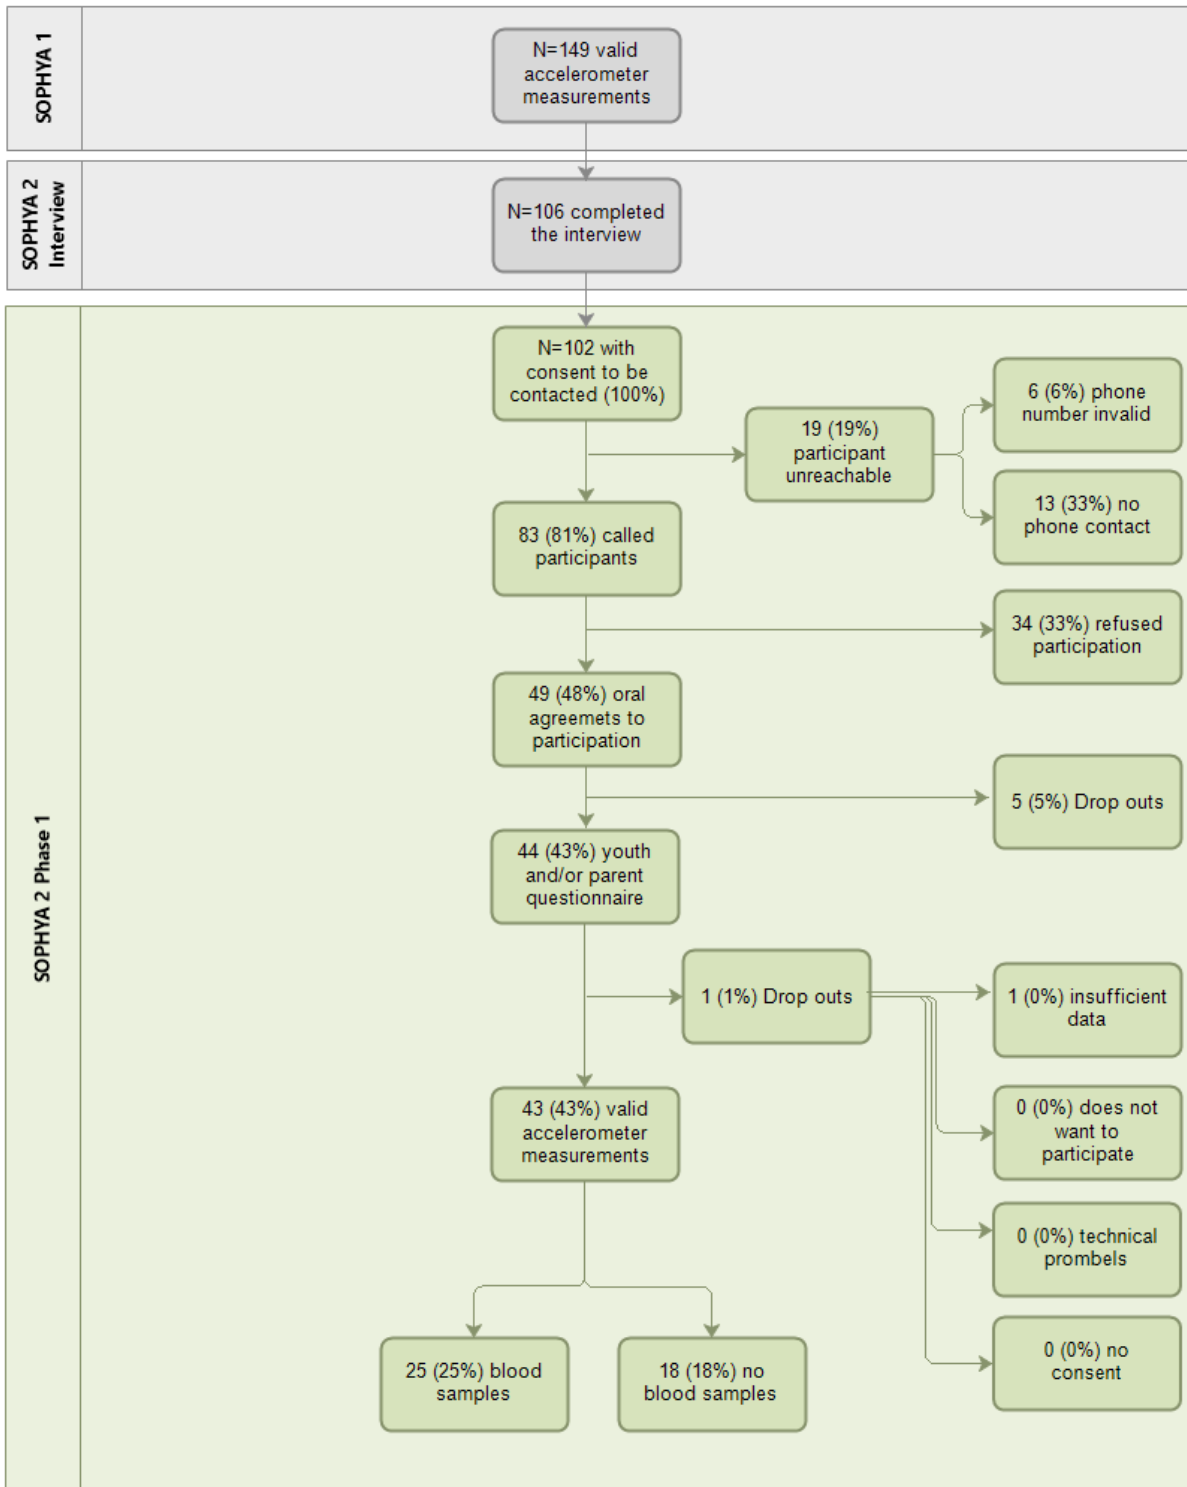 SOPHYA 1
N=149 valid
accelerometer
measurements
SOPHYA 2
Interview
N=106 completed
the interview
SOPHYA 2 Phase 1
N=102 with
consent to be
contacted (100%)
19 (19%)
participant
unreachable
6 (6%) phone
number invalid
13 (33%) no
phone contact
83 (81%) called
participants
34 (33%) refused
participation
49 (48%) oral
agreemets to
participation
5 (5%) Drop outs
44 (43%) youth
and/or parent
questionnaire
1 (1%) Drop outs
1 (0%) insufficient
data
0 (0%) does not
want to
participate
0 (0%) technical
prombels
0 (0%) no
consent
43 (43%) valid
accelerometer
measurements
25 (25%) blood
samples
18 (18%) no
blood samples